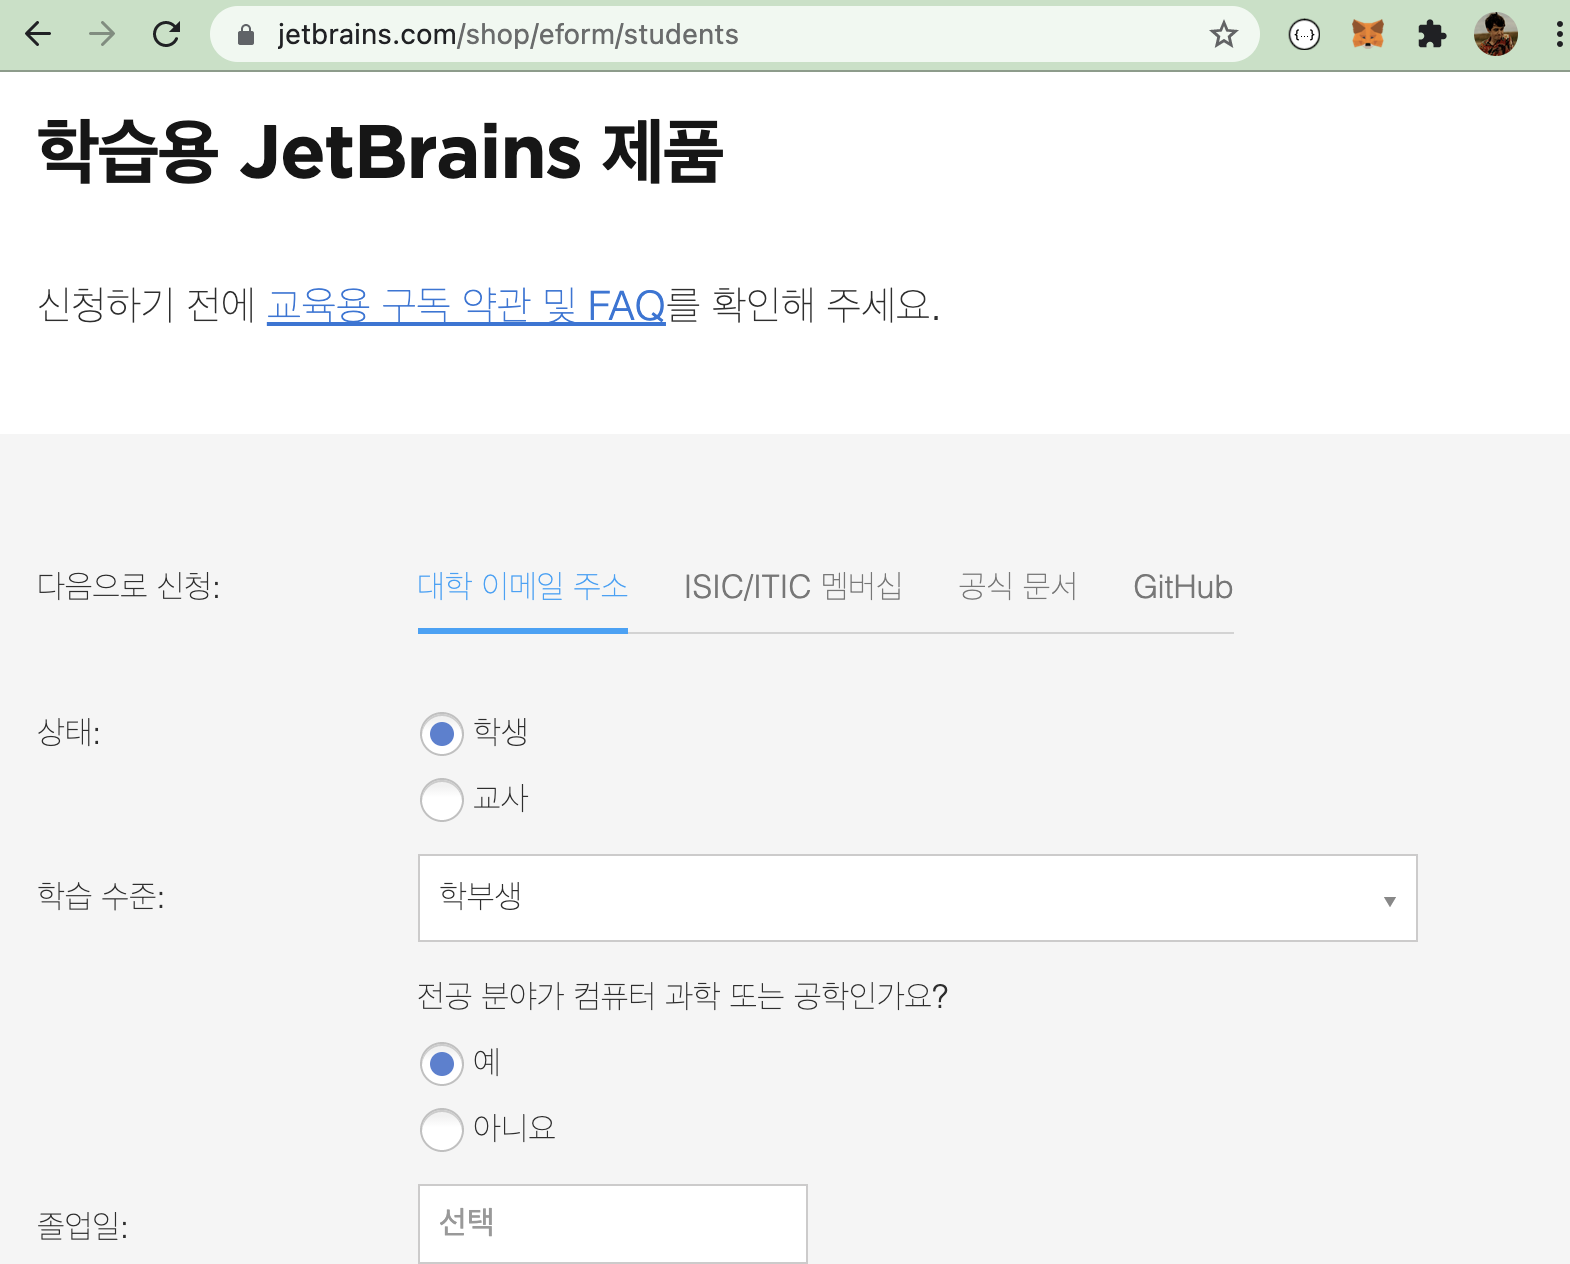 jetbrains.com/shop/eform/students
{...}
학습용 JetBrains 제품
신청하기 전에 교육용 구독 약관 및 FAQ를 확인해 주세요.
다음으로 신청: 대학 이메일 주소 ISIC/ITIC 멤버십 공식 문서 GitHub
상태: 학생
교사
학습 수준: 학부생
전공 분야가 컴퓨터 과학 또는 공학인가요?
예
아니요
졸업일: 선택